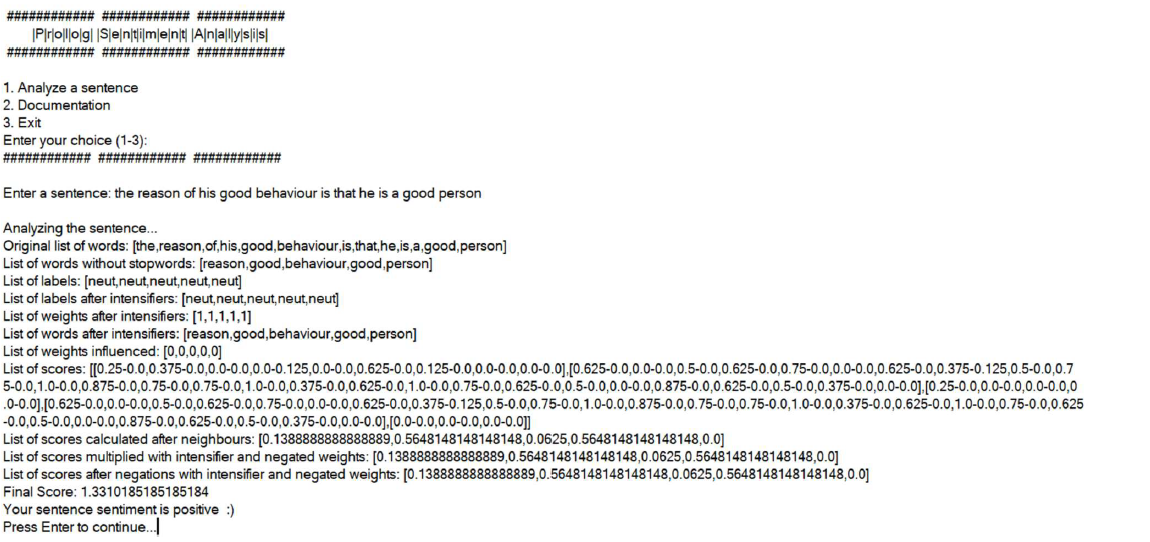 ############ ############ ############
|P|r|o|l|o|g| |S|e|n|t|i|m|e|n|t| |A|n|a|l|y|s|i|s|
############ ############ ############
1. Analyze a sentence
2. Documentation
3. Exit
Enter your choice (1-3):
############ ############ ############
Enter a sentence: the reason of his good behaviour is that he is a good person
Analyzing the sentence...
Original list of words: [the,reason,of,his,good,behaviour,is,that,he,is,a,good,person]
List of words without stopwords: [reason,good,behaviour,good,person]
List of labels: [neut,neut,neut,neut,neut]
List of labels after intensifiers: [neut,neut,neut,neut,neut]
List of weights after intensifiers: [1,1,1,1,1]
List of words after intensifiers: [reason,good,behaviour,good,person]
List of weights influenced: [0,0,0,0,0]
List of scores: [[0.25-0.0,0.375-0.0,0.0-0.0,0.0-0.125,0.0-0.0,0.625-0.0,0.125-0.0,0.0-0.0,0.0-0.0],[0.625-0.0,0.0-0.0,0.5-0.0,0.625-0.0,0.75-0.0,0.0-0.0,0.625-0.0,0.375-0.125,0.5-0.0,0.7
5-0.0,1.0-0.0,0.875-0.0,0.75-0.0,0.75-0.0,1.0-0.0,0.375-0.0,0.625-0.0,1.0-0.0,0.75-0.0,0.625-0.0,0.5-0.0,0.0-0.0,0.875-0.0,0.625-0.0,0.5-0.0,0.375-0.0,0.0-0.0],[0.25-0.0,0.0-0.0,0.0-0.0,0
.0-0.0],[0.625-0.0,0.0-0.0,0.5-0.0,0.625-0.0,0.75-0.0,0.0-0.0,0.625-0.0,0.375-0.125,0.5-0.0,0.75-0.0,1.0-0.0,0.875-0.0,0.75-0.0,0.75-0.0,1.0-0.0,0.375-0.0,0.625-0.0,1.0-0.0,0.75-0.0,0.625
-0.0,0.5-0.0,0.0-0.0,0.875-0.0,0.625-0.0,0.5-0.0,0.375-0.0,0.0-0.0],[0.0-0.0,0.0-0.0,0.0-0.0]]
List of scores calculated after neighbours: [0.1388888888888889,0.5648148148148148,0.0625,0.5648148148148148,0.0]
List of scores multiplied with intensifier and negated weights: [0.1388888888888889,0.5648148148148148,0.0625,0.5648148148148148,0.0]
List of scores after negations with intensifier and negated weights: [0.1388888888888889,0.5648148148148148,0.0625,0.5648148148148148,0.0]
Final Score: 1.3310185185185184
Your sentence sentiment is positive :)
Press Enter to continue...